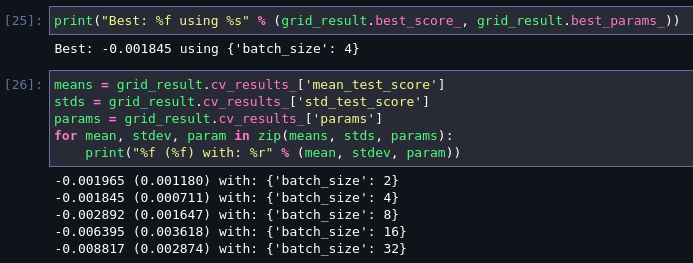 [25]: print("Best: %f using %s" % (grid_result.best_score_, grid_result.best_params_))
Best: -0.001845 using {'batch_size': 4}
[26]: means = grid_result.cv_results_['mean_test_score']
stds = grid_result.cv_results_['std_test_score']
params = grid_result.cv_results_['params']
for mean, stdev, param in zip(means, stds, params):
    print("%f (%f) with: %r" % (mean, stdev, param))
-0.001965 (0.001180) with: {'batch_size': 2}
-0.001845 (0.000711) with: {'batch_size': 4}
-0.002892 (0.001647) with: {'batch_size': 8}
-0.006395 (0.003618) with: {'batch_size': 16}
-0.008817 (0.002874) with: {'batch_size': 32}